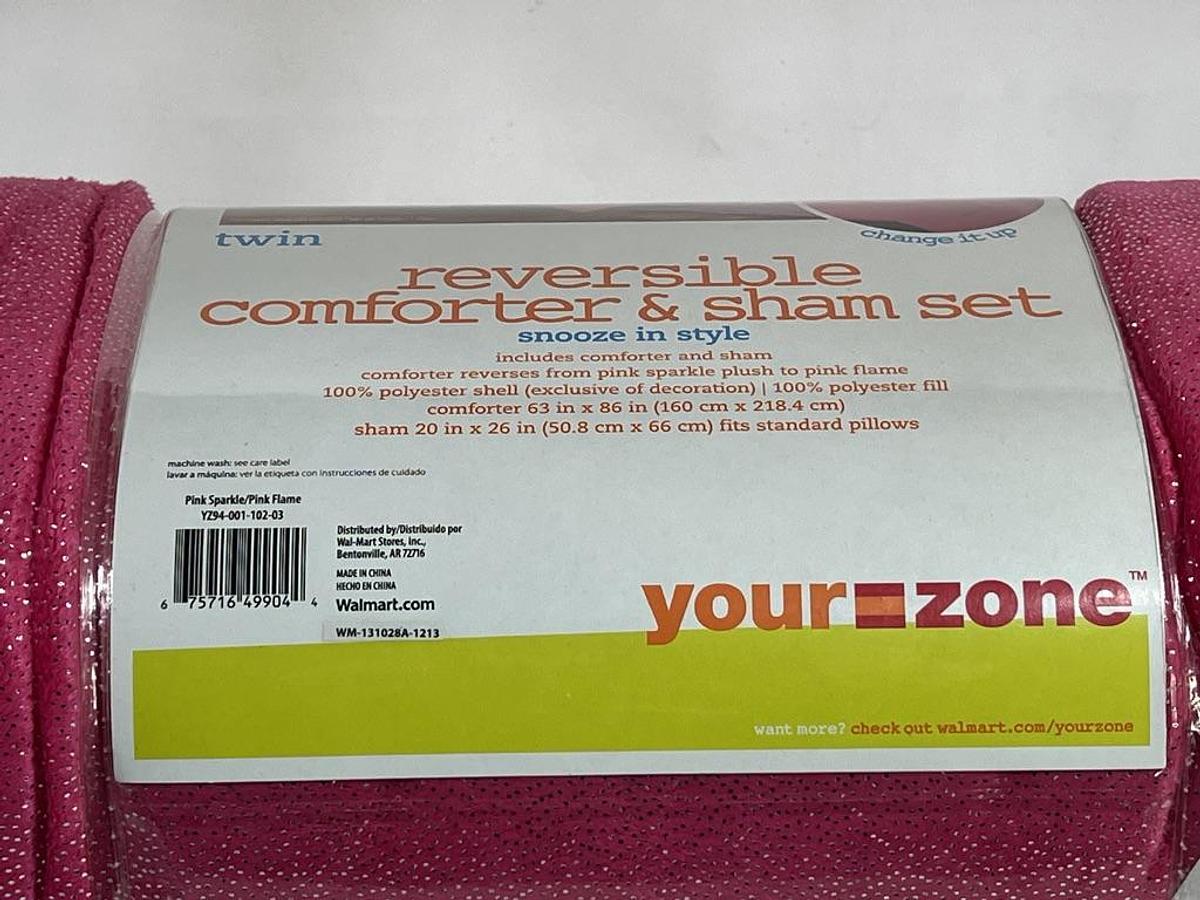 twin
change it up
reversible
comforter & sham set
snooze in style
includes comforter and sham
comforter reverses from pink sparkle plush to pink flame
100% polyester shell (exclusive of decoration) | 100% polyester fill
comforter 63 in x 86 in (160 cm x 218.4 cm)
sham 20 in x 26 in (50.8 cm x 66 cm) fits standard pillows
machine wash: see care label
lavar a máquina: ver la etiqueta con instrucciones de cuidado
Pink Sparkle/Pink Flame
YZ94-001-102-03
6 75716 49904 4
Distributed by/Distribuido por
Wal-Mart Stores, Inc.,
Bentonville, AR 72716
MADE IN CHINA
HECHO EN CHINA
Walmart.com
WM-131028A-1213
your zone™
want more? check out walmart.com/yourzone